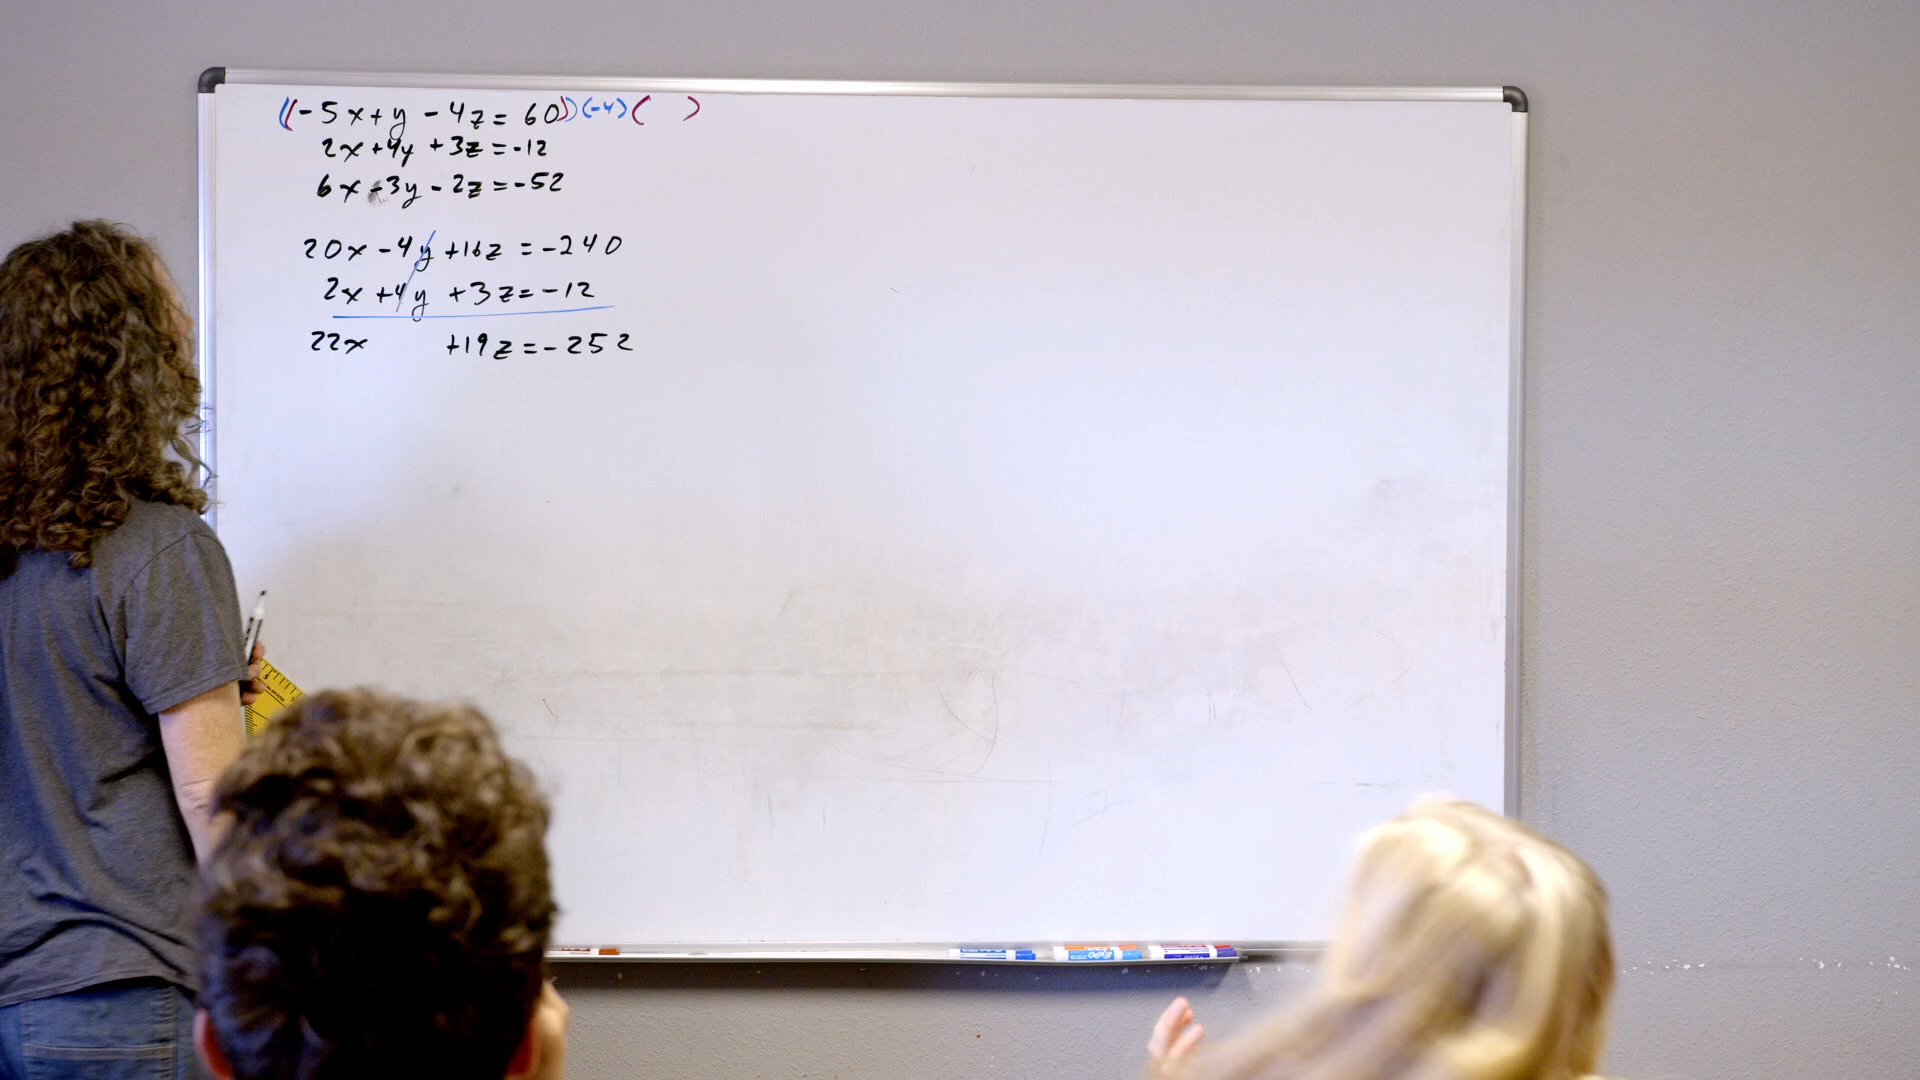 ((-5x+y-4z=60))(-4)( )
2x+4y+3z=-12
6x-3y-2z=-52
20x-4y+16z=-240
2x+4y+3z=-12
22x +19z=-252